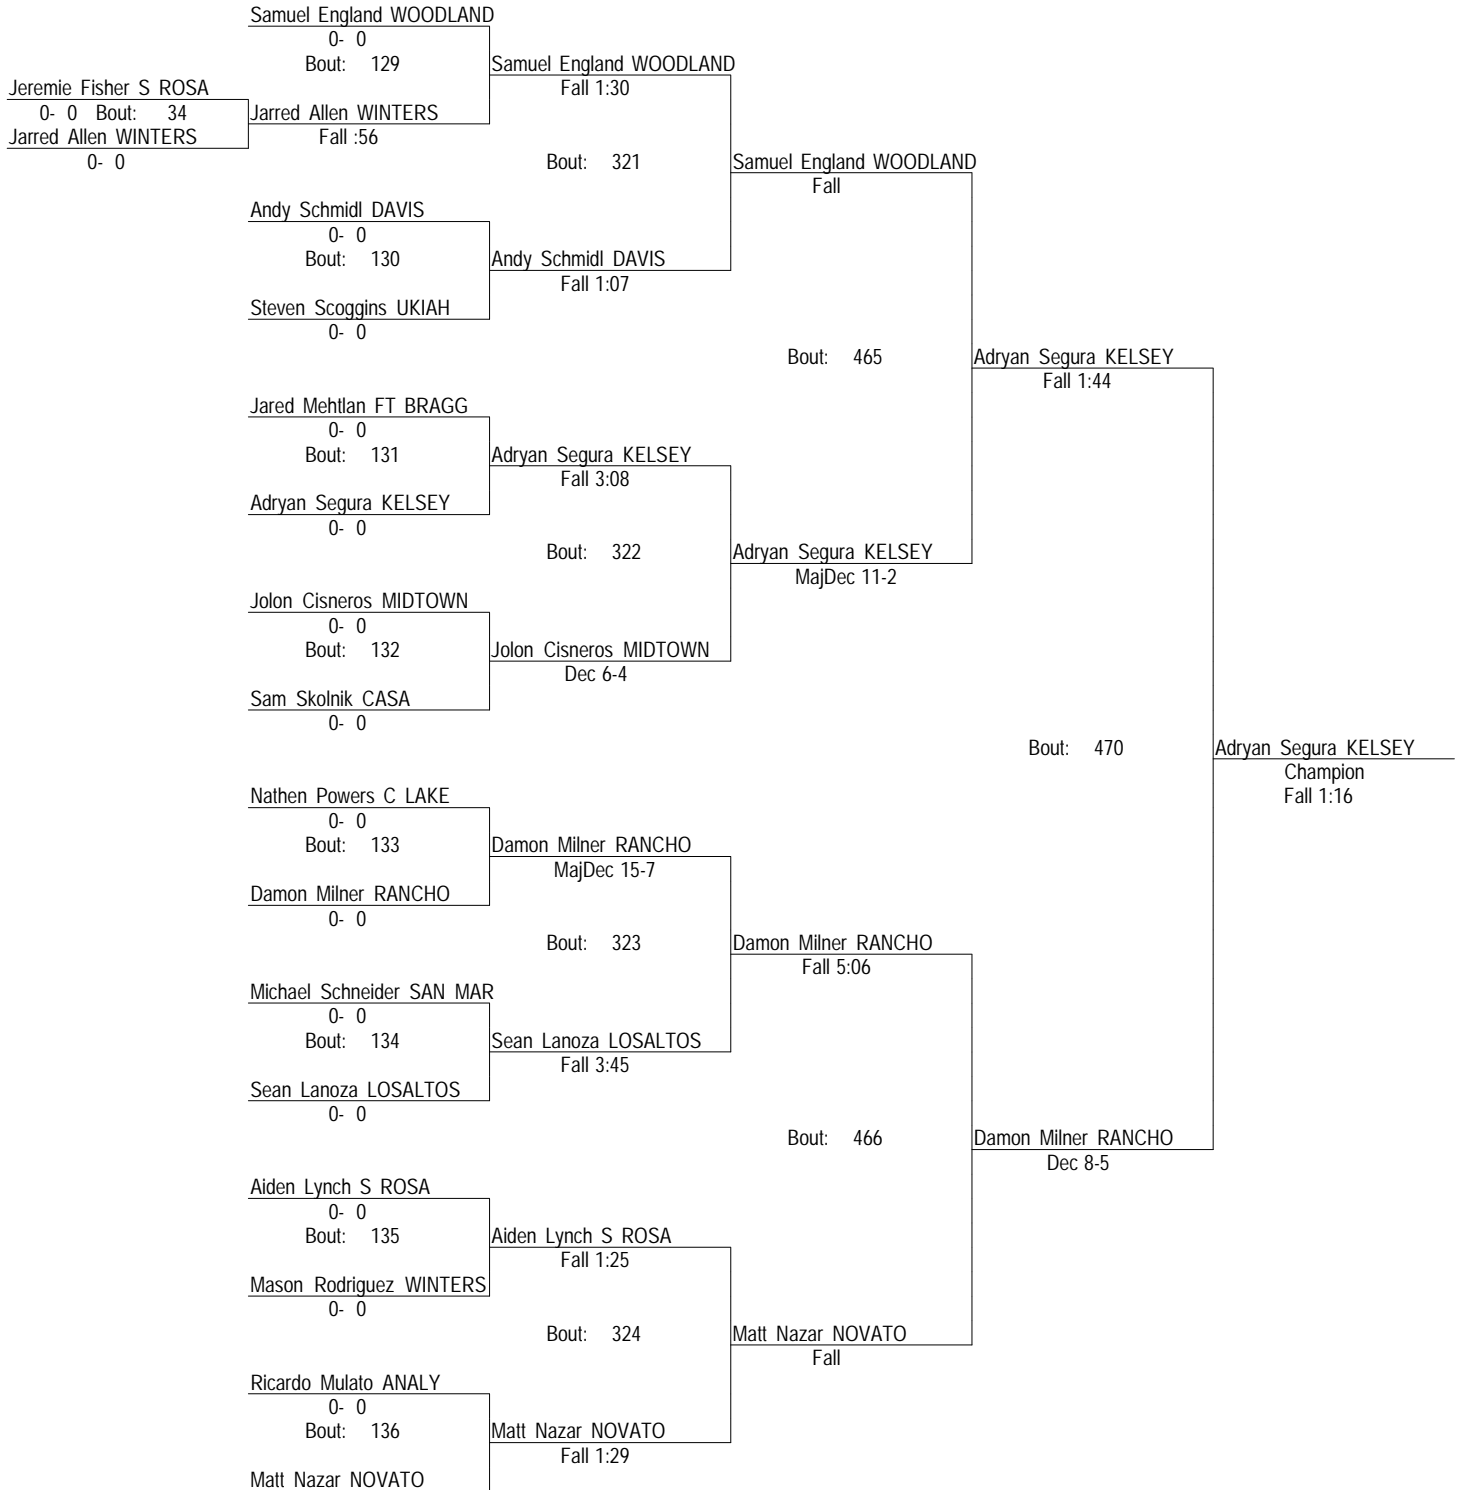 Samuel England WOODLAND
0- 0
Bout: 129
Samuel England WOODLAND
Fall 1:30
Jeremie Fisher S ROSA
0- 0 Bout: 34
Jarred Allen WINTERS
0- 0
Jarred Allen WINTERS
Fall :56
Bout: 321
Samuel England WOODLAND
Fall
Andy Schmidl DAVIS
0- 0
Bout: 130
Andy Schmidl DAVIS
Fall 1:07
Steven Scoggins UKIAH
0- 0
Bout: 465
Adryan Segura KELSEY
Fall 1:44
Jared Mehtlan FT BRAGG
0- 0
Bout: 131
Adryan Segura KELSEY
Fall 3:08
Adryan Segura KELSEY
0- 0
Bout: 322
Adryan Segura KELSEY
MajDec 11-2
Jolon Cisneros MIDTOWN
0- 0
Bout: 132
Jolon Cisneros MIDTOWN
Dec 6-4
Sam Skolnik CASA
0- 0
Bout: 470
Adryan Segura KELSEY
Champion
Fall 1:16
Nathen Powers C LAKE
0- 0
Bout: 133
Damon Milner RANCHO
MajDec 15-7
Damon Milner RANCHO
0- 0
Bout: 323
Damon Milner RANCHO
Fall 5:06
Michael Schneider SAN MAR
0- 0
Bout: 134
Sean Lanoza LOSALTOS
Fall 3:45
Sean Lanoza LOSALTOS
0- 0
Bout: 466
Damon Milner RANCHO
Dec 8-5
Aiden Lynch S ROSA
0- 0
Bout: 135
Aiden Lynch S ROSA
Fall 1:25
Mason Rodriguez WINTERS
0- 0
Bout: 324
Matt Nazar NOVATO
Fall
Ricardo Mulato ANALY
0- 0
Bout: 136
Matt Nazar NOVATO
Fall 1:29
Matt Nazar NOVATO